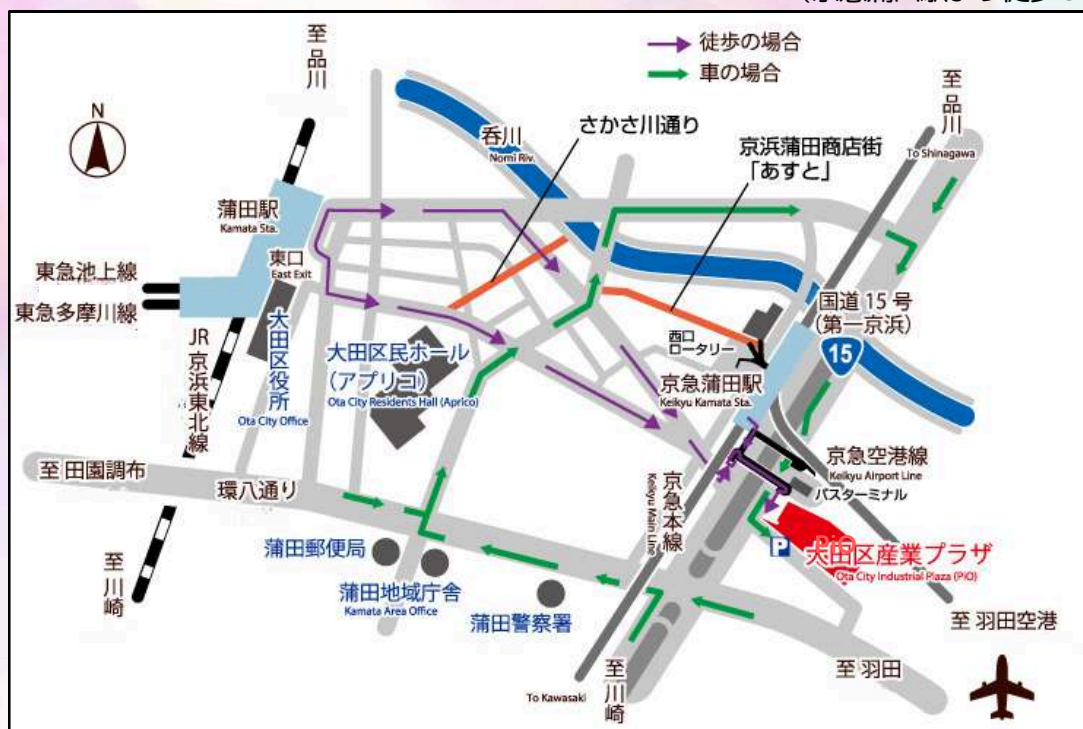 至品川
徒歩の場合
車の場合
N
至品川
To Shinagawa
さかさ川通り
呑川
Nomi Riv.
京浜蒲田商店街
「あすと」
蒲田駅
Kamata Sta.
東口
East Exit
東急池上線
東急多摩川線
国道15号
(第一京浜)
15
西口
ロータリー
京急蒲田駅
Keikyu Kamata Sta.
JR京浜東北線
大田区役所
Ota City Office
大田区民ホール
(アプリコ)
Ota City Residents Hall (Aprico)
至 田園調布
環八通り
京急本線
Keikyu Main Line
京急空港線
Keikyu Airport Line
バスターミナル
P
大田区産業プラザ
PiO
Ota City Industrial Plaza (PiO)
蒲田郵便局
蒲田地域庁舎
Kamata Area Office
蒲田警察署
至川崎
至 羽田空港
至 羽田
To Kawasaki
至川崎